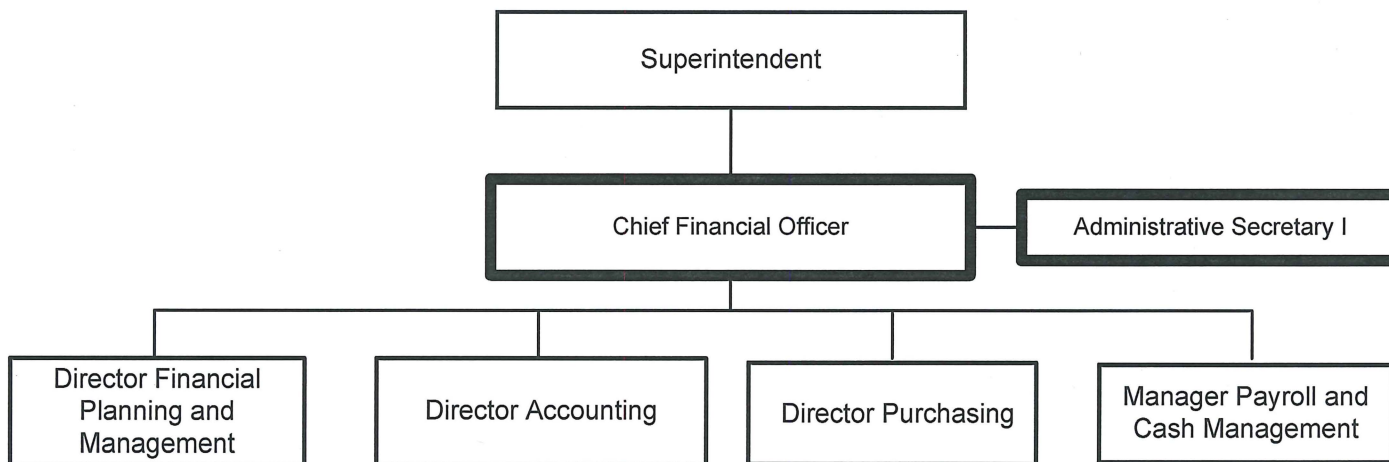 Superintendent
Chief Financial Officer
Administrative Secretary I
Director Financial
Planning and
Management
Director Accounting
Director Purchasing
Manager Payroll and
Cash Management